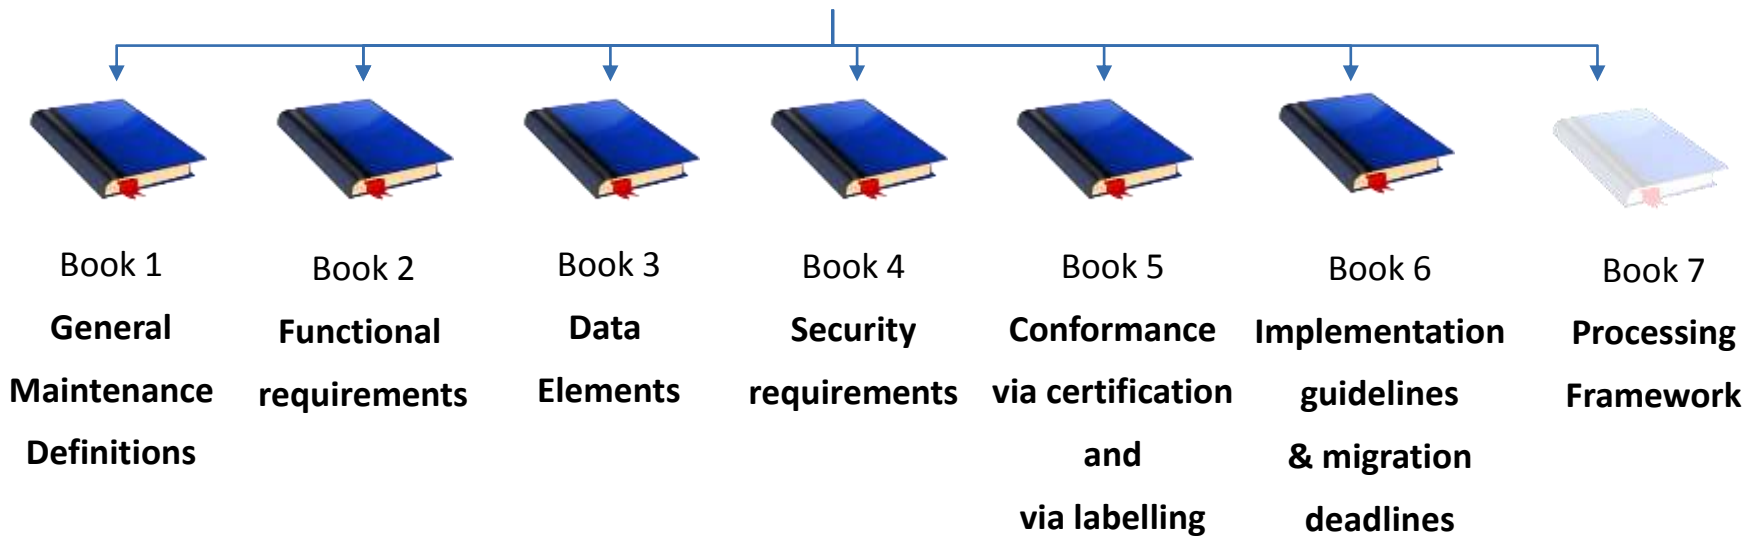 Book 1
General
Maintenance
Definitions
Book 2
Functional
requirements
Book 3
Data
Elements
Book 4
Security
requirements
Book 5
Conformance
via certification
and
via labelling
Book 6
Implementation
guidelines
& migration
deadlines
Book 7
Processing
Framework